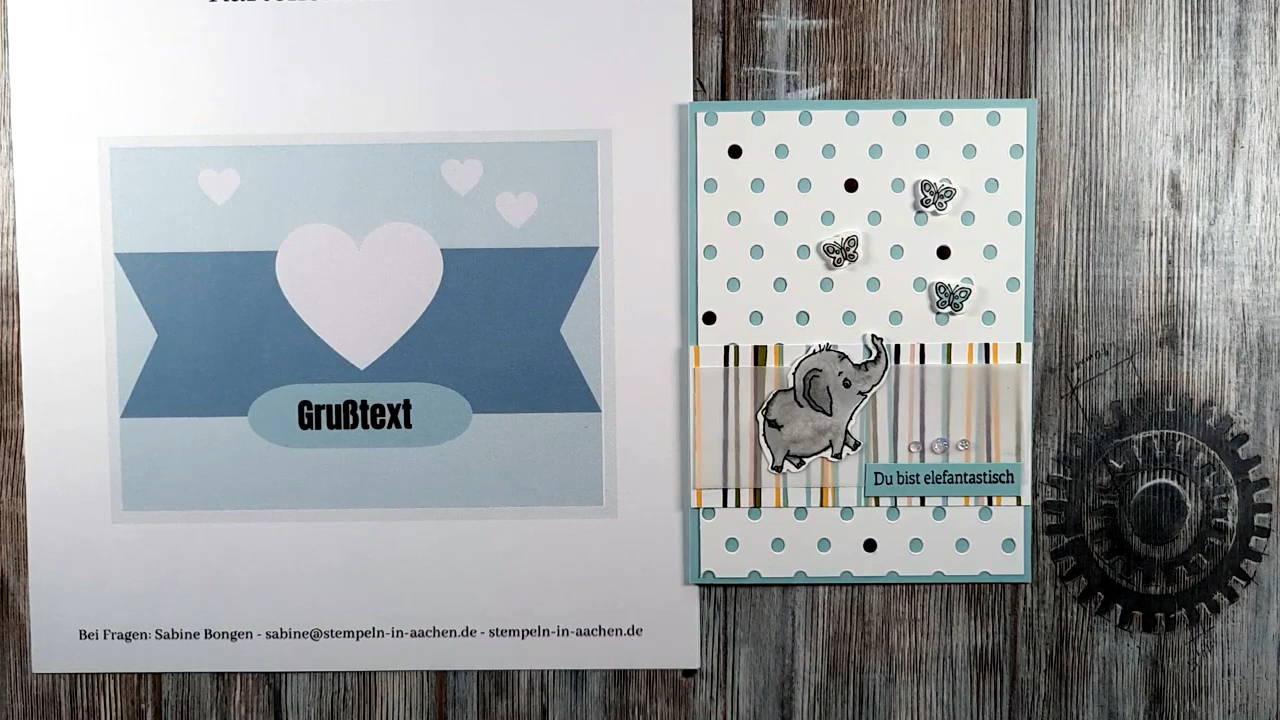 Grußtext
Du bist elefantastisch
Bei Fragen: Sabine Bongen - sabine@stempeln-in-aachen.de - stempeln-in-aachen.de